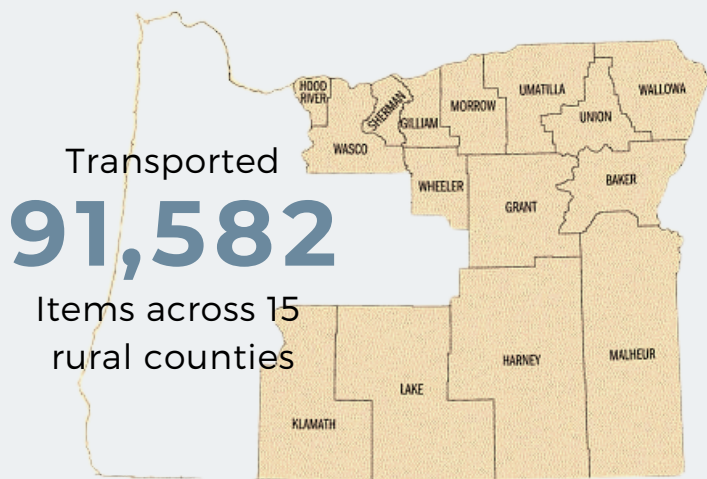 Transported
91,582
Items across 15
rural counties
HOOD
RIVER
WASCO
SHERMAN
GILLIAM
MORROW
UMATILLA
UNION
WALLOWA
WHEELER
GRANT
BAKER
KLAMATH
LAKE
HARNEY
MALHEUR